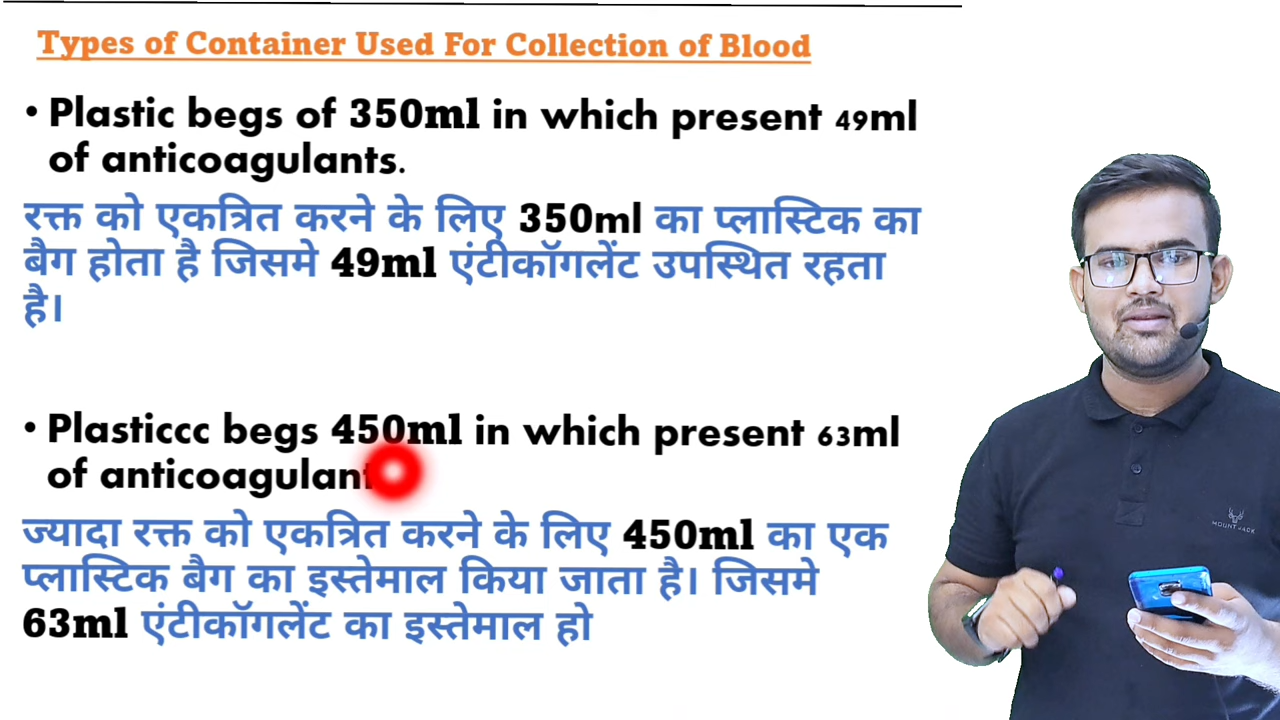 Types of Container Used For Collection of Blood
• Plastic begs of 350ml in which present 49ml
of anticoagulants.
रक्त को एकत्रित करने के लिए 350ml का प्लास्टिक का
बैग होता है जिसमे 49ml एंटीकॉगलेंट उपस्थित रहता
है।
• Plasticcc begs 450ml in which present 63ml
of anticoagulant
ज्यादा रक्त को एकत्रित करने के लिए 450ml का एक
प्लास्टिक बैग का इस्तेमाल किया जाता है। जिसमे
63ml एंटीकॉगलेंट का इस्तेमाल हो
MOUNT JACK